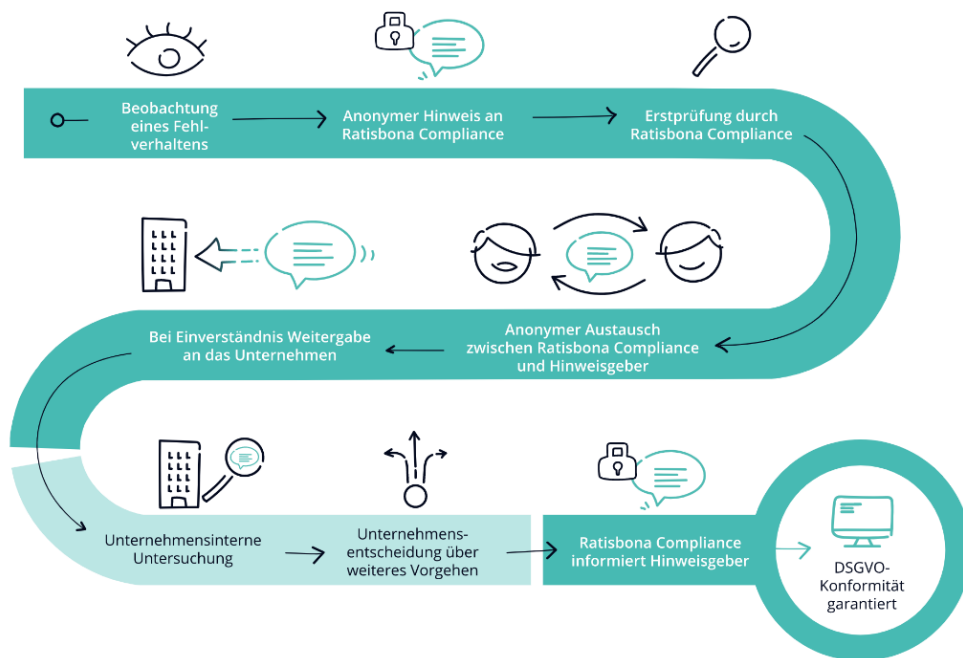 Beobachtung
eines Fehl-
verhaltens
Anonymer Hinweis an
Ratisbona Compliance
Erstprüfung durch
Ratisbona Compliance
Anonymer Austausch
zwischen Ratisbona Compliance
und Hinweisgeber
Bei Einverständnis Weitergabe
an das Unternehmen
Unternehmensinterne
Untersuchung
Unternehmens-
entscheidung über
weiteres Vorgehen
Ratisbona Compliance
informiert Hinweisgeber
DSGVO-
Konformität
garantiert